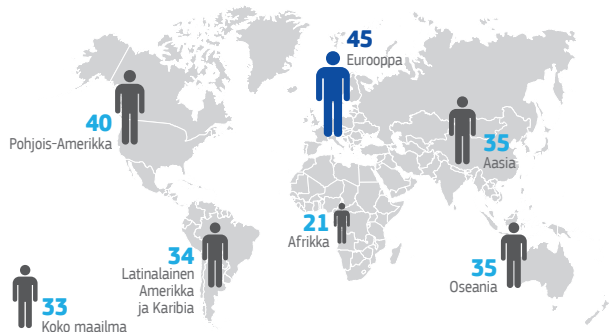 45
Eurooppa
40
Pohjois-Amerikka
35
Aasia
21
Afrikka
34
Latinalainen
Amerikka
ja Karibia
35
Oseania
33
Koko maailma